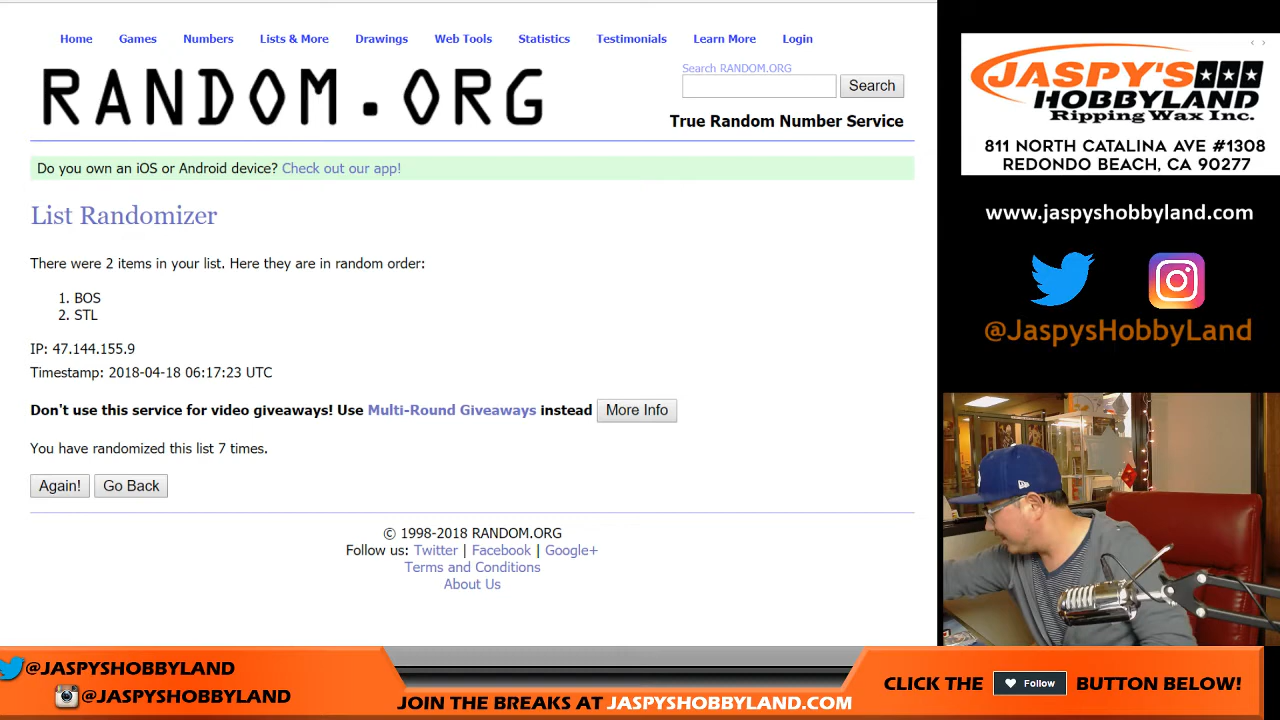 Home Games Numbers Lists & More Drawings Web Tools Statistics Testimonials Learn More Login
RANDOM.ORG
Search RANDOM.ORG
Search
True Random Number Service
Do you own an iOS or Android device? Check out our app!
List Randomizer
There were 2 items in your list. Here they are in random order:
1. BOS
2. STL
IP: 47.144.155.9
Timestamp: 2018-04-18 06:17:23 UTC
Don't use this service for video giveaways! Use Multi-Round Giveaways instead More Info
You have randomized this list 7 times.
Again! Go Back
© 1998-2018 RANDOM.ORG
Follow us: Twitter | Facebook | Google+
Terms and Conditions
About Us
JASPY'S
HOBBYLAND
Ripping Wax Inc.
811 NORTH CATALINA AVE #1308
REDONDO BEACH, CA 90277
www.jaspyshobbyland.com
@JaspysHobbyLand
@JASPYSHOBBYLAND
@JASPYSHOBBYLAND
JOIN THE BREAKS AT JASPYSHOBBYLAND.COM
CLICK THE Follow BUTTON BELOW!